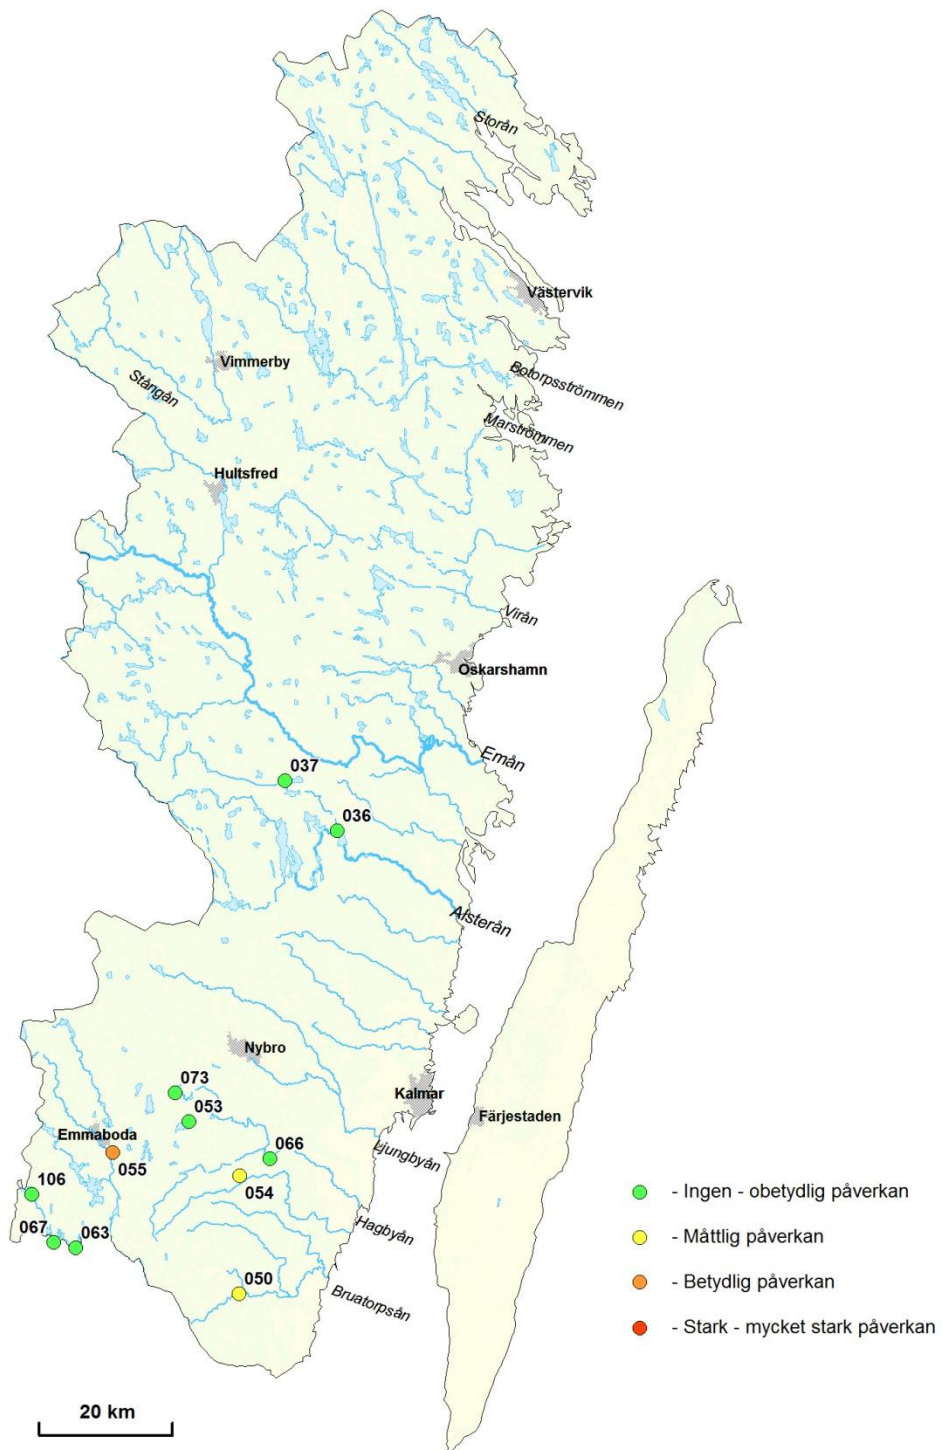 Storån
Västervik
Vimmerby
Botorpsströmmen
Stångån
Marströmmen
Hultsfred
Virån
Oskarshamn
Emån
037
036
Alsterån
Nybro
073
Kalmar
053
Färjestaden
Emmaboda
066
Ljungbyån
055
054
106
- Ingen - obetydlig påverkan
Hagbyån
067
063
- Måttlig påverkan
050
Bruatorpsån
- Betydlig påverkan
- Stark - mycket stark påverkan
20 km